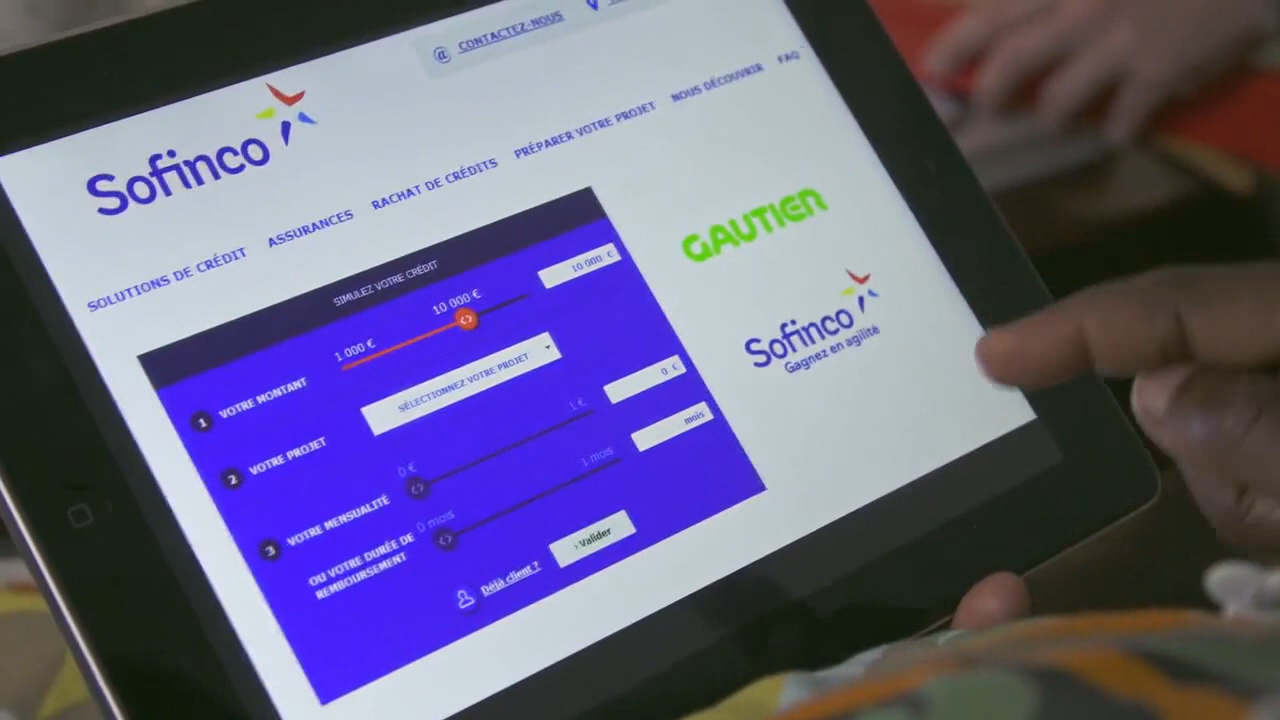 @ CONTACTEZ-NOUS
Sofinco
SOLUTIONS DE CRÉDIT ASSURANCES RACHAT DE CRÉDITS PRÉPARER VOTRE PROJET NOUS DÉCOUVRIR FAQ
SIMULEZ VOTRE CRÉDIT
1 VOTRE MONTANT 1 000 € 10 000 € 10 000 €
2 VOTRE PROJET SÉLECTIONNEZ VOTRE PROJET
3 VOTRE MENSUALITÉ 0 € 1 € 0 €
OU VOTRE DURÉE DE
REMBOURSEMENT
0 mois 1 mois mois
Déjà client ? › Valider
GAUTIER
Sofinco
Gagnez en agilité